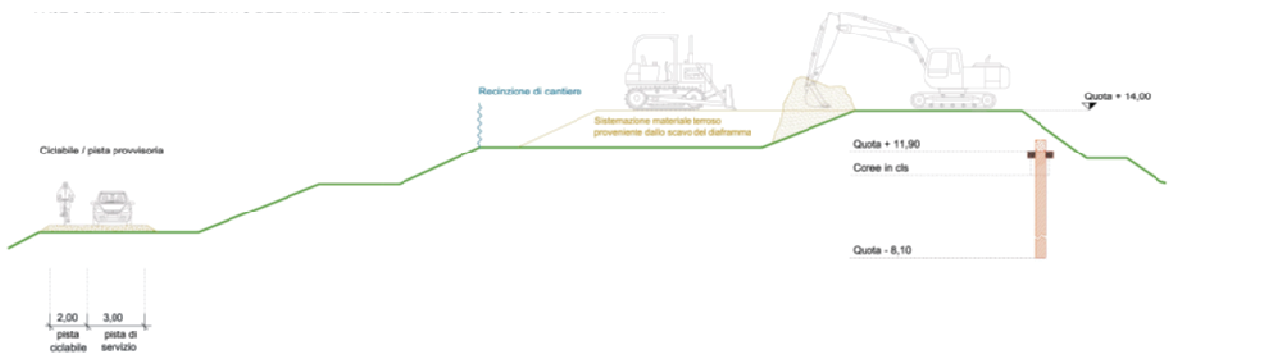 Recinzione di cantiere
Quota + 14,00
Sistemazione materiale terroso
proveniente dallo scavo del diaframma
Ciclabile / pista provvisoria
Quota + 11,90
Coree in cls
Quota - 8,10
2,00 3,00
pista pista di
ciclabile servizio